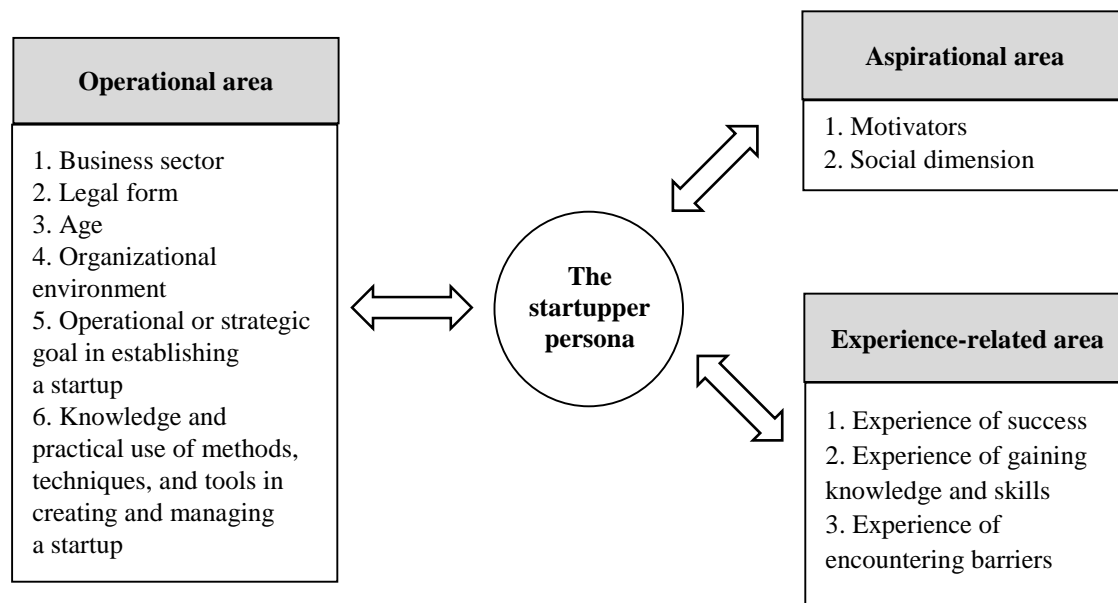 Operational area
1. Business sector
2. Legal form
3. Age
4. Organizational
environment
5. Operational or strategic
goal in establishing
a startup
6. Knowledge and
practical use of methods,
techniques, and tools in
creating and managing
a startup
The
startupper
persona
Aspirational area
1. Motivators
2. Social dimension
Experience-related area
1. Experience of success
2. Experience of gaining
knowledge and skills
3. Experience of
encountering barriers